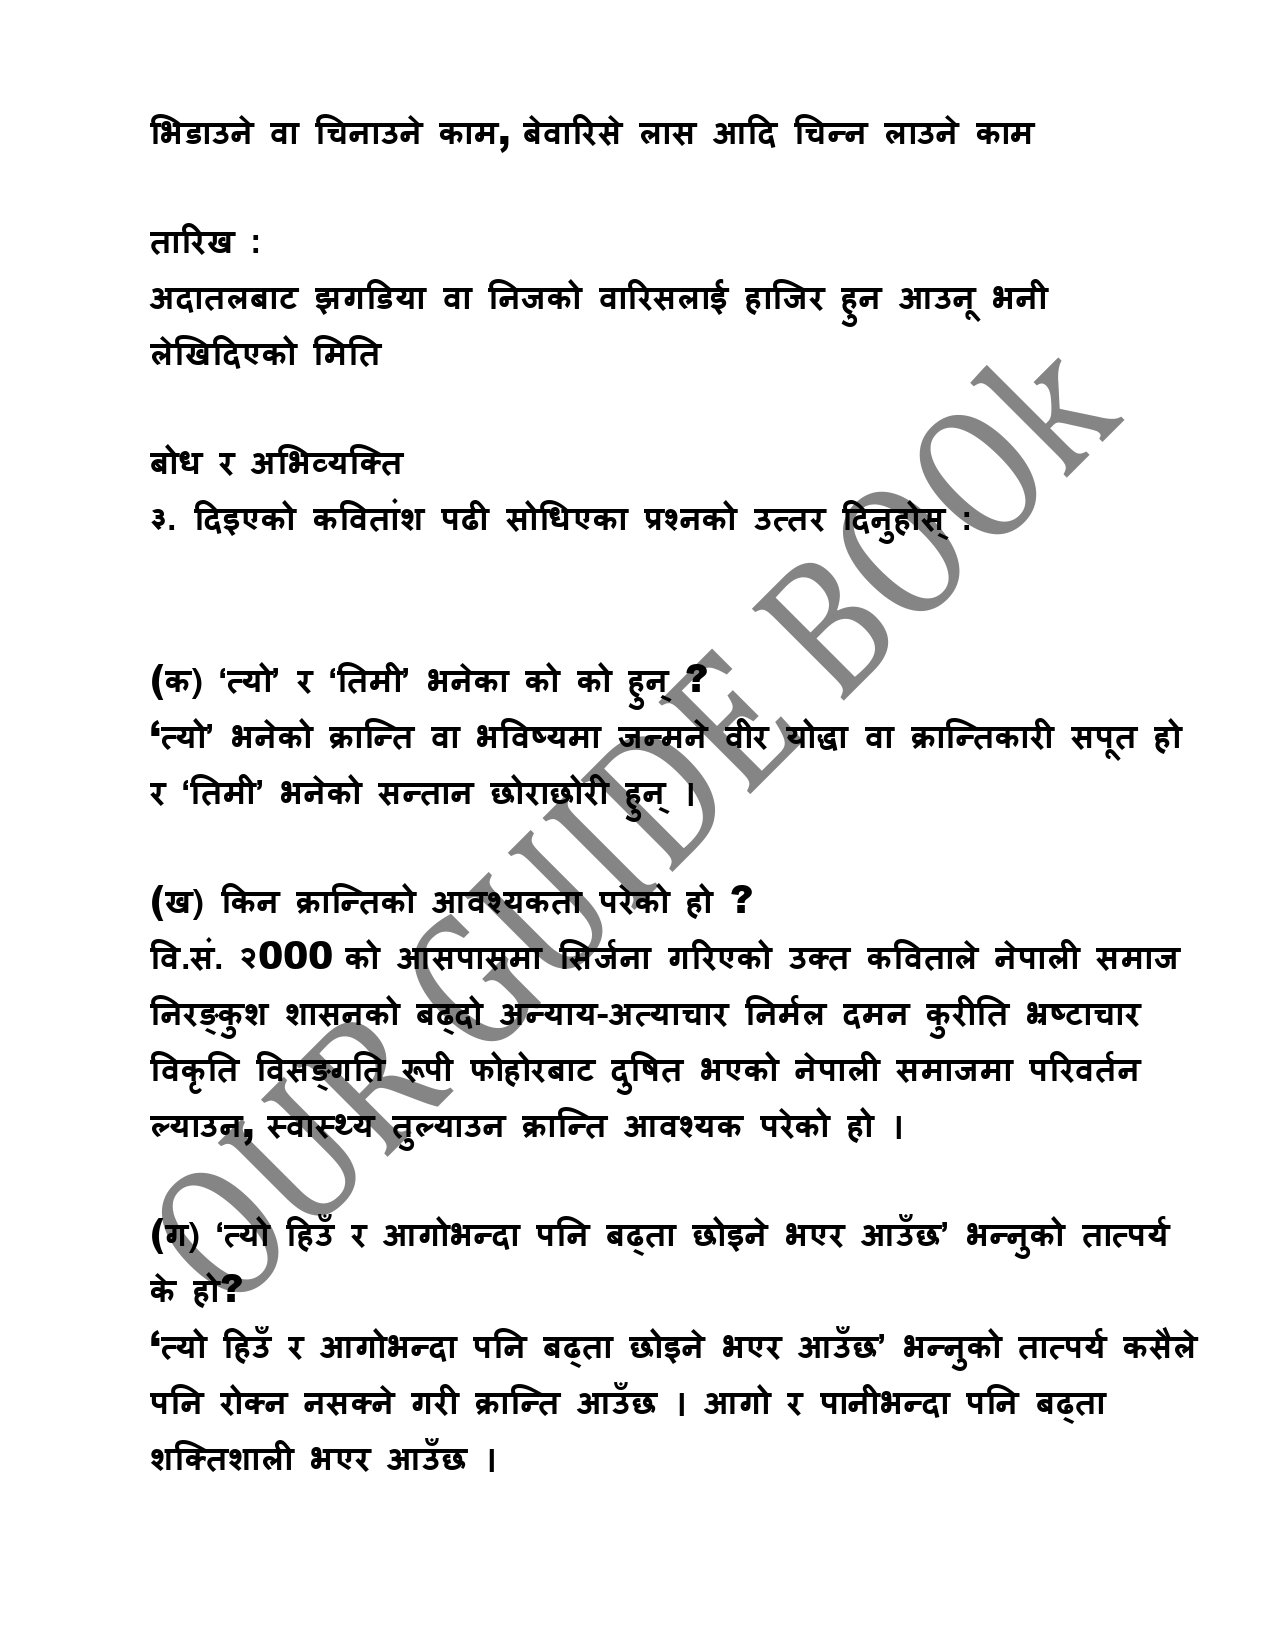 भिडाउने वा चिनाउने काम, बेवारिसे लास आदि चिन्न लाउने काम
तारिख :
अदातलबाट झगडिया वा निजको वारिसलाई हाजिर हुन आउनू भनी
लेखिदिएको मिति
बोध र अभिव्यक्ति
३. दिइएको कवितांश पढी सोधिएका प्रश्नको उत्तर दिनुहोस् :
(क) ‘त्यो’ र ‘तिमी’ भनेका को को हुन् ?
‘त्यो’ भनेको क्रान्ति वा भविष्यमा जन्मने वीर योद्धा वा क्रान्तिकारी सपूत हो
र ‘तिमी’ भनेको सन्तान छोराछोरी हुन् ।
(ख) किन क्रान्तिको आवश्यकता परेको हो ?
वि.सं. २000 को आसपासमा सिर्जना गरिएको उक्त कविताले नेपाली समाज
निरङ्कुश शासनको बढ्दो अन्याय-अत्याचार निर्मल दमन कुरीति भ्रष्टाचार
विकृति विसङ्गति रूपी फोहोरबाट दुषित भएको नेपाली समाजमा परिवर्तन
ल्याउन, स्वास्थ्य तुल्याउन क्रान्ति आवश्यक परेको हो ।
(ग) ‘त्यो हिउँ र आगोभन्दा पनि बढ्ता छोइने भएर आउँछ’ भन्नुको तात्पर्य
के हो?
‘त्यो हिउँ र आगोभन्दा पनि बढ्ता छोइने भएर आउँछ’ भन्नुको तात्पर्य कसैले
पनि रोक्न नसक्ने गरी क्रान्ति आउँछ । आगो र पानीभन्दा पनि बढ्ता
शक्तिशाली भएर आउँछ ।
OUR GUIDE BOOk